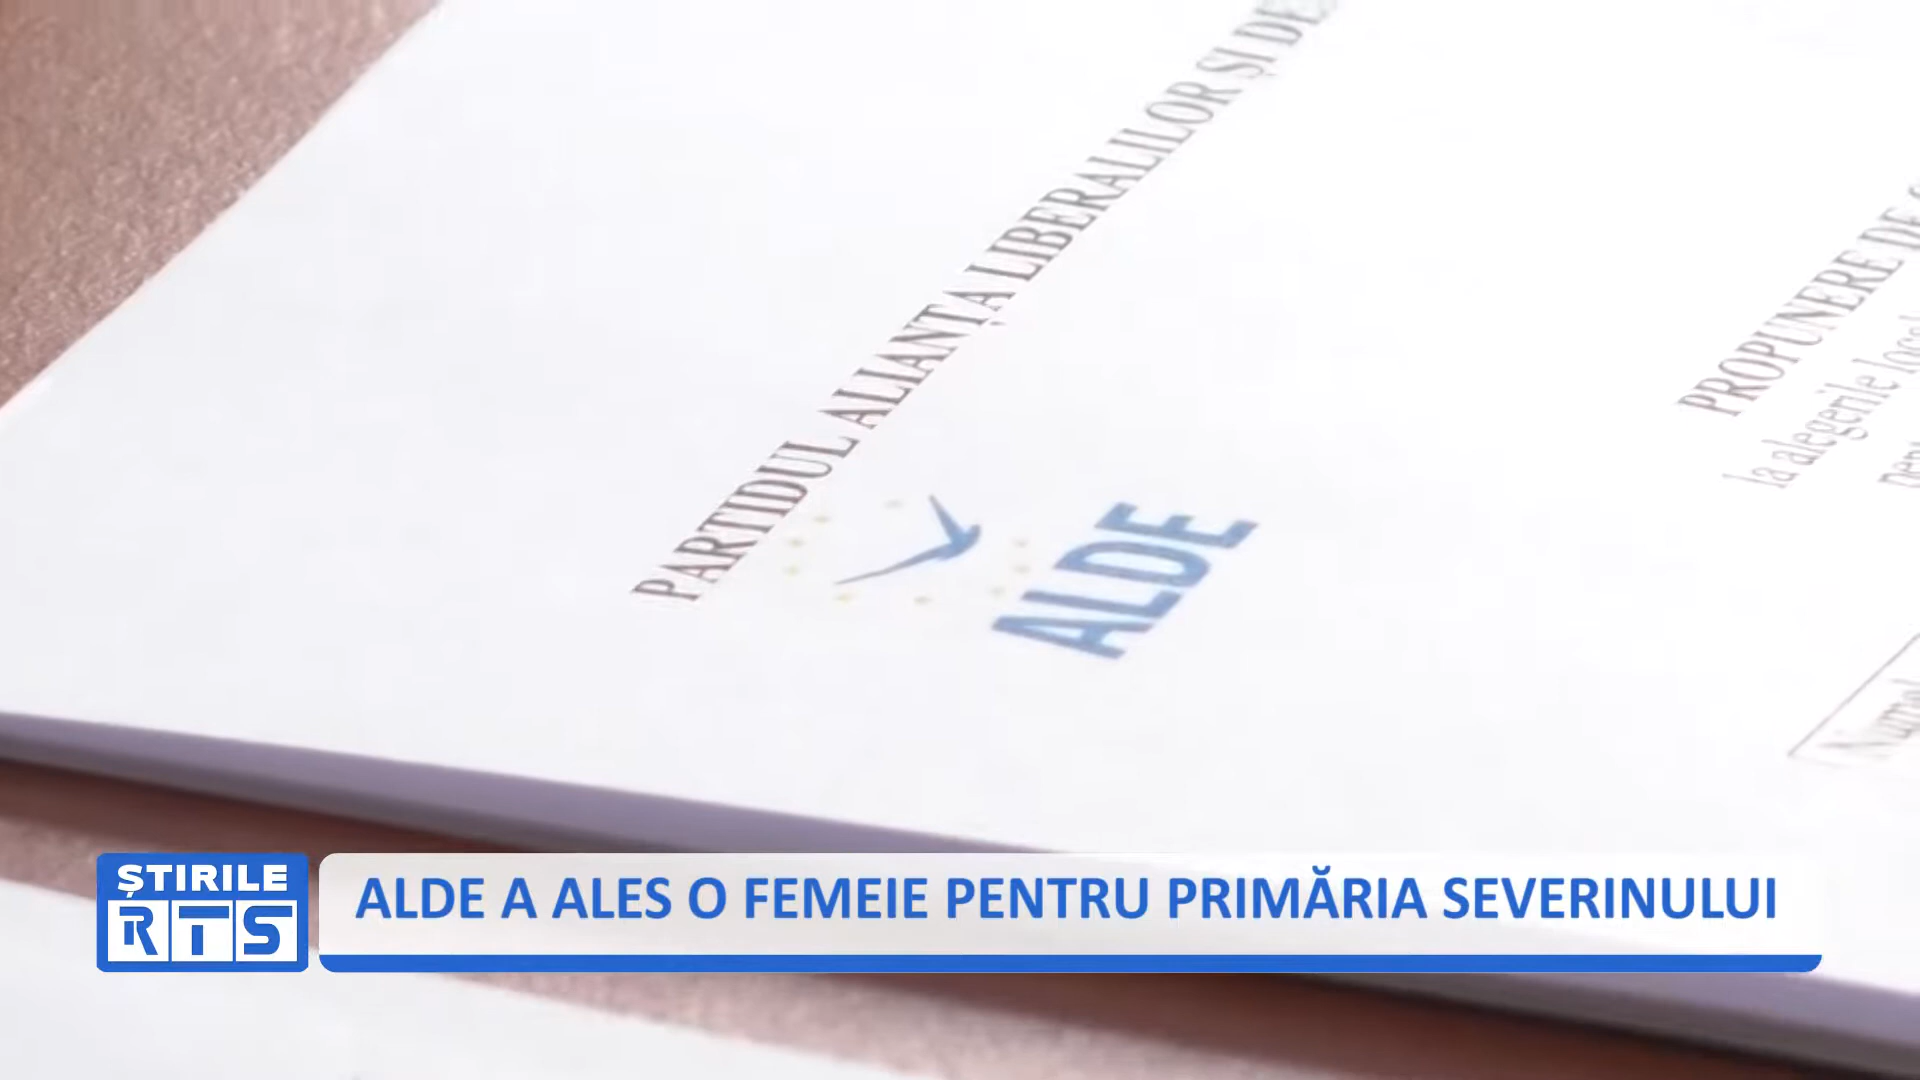 PARTIDUL ALIANȚA LIBERALILOR ȘI
ALDE
PROPUNERE DE
la alegerile
ȘTIRILE
RTS
ALDE A ALES O FEMEIE PENTRU PRIMĂRIA SEVERINULUI